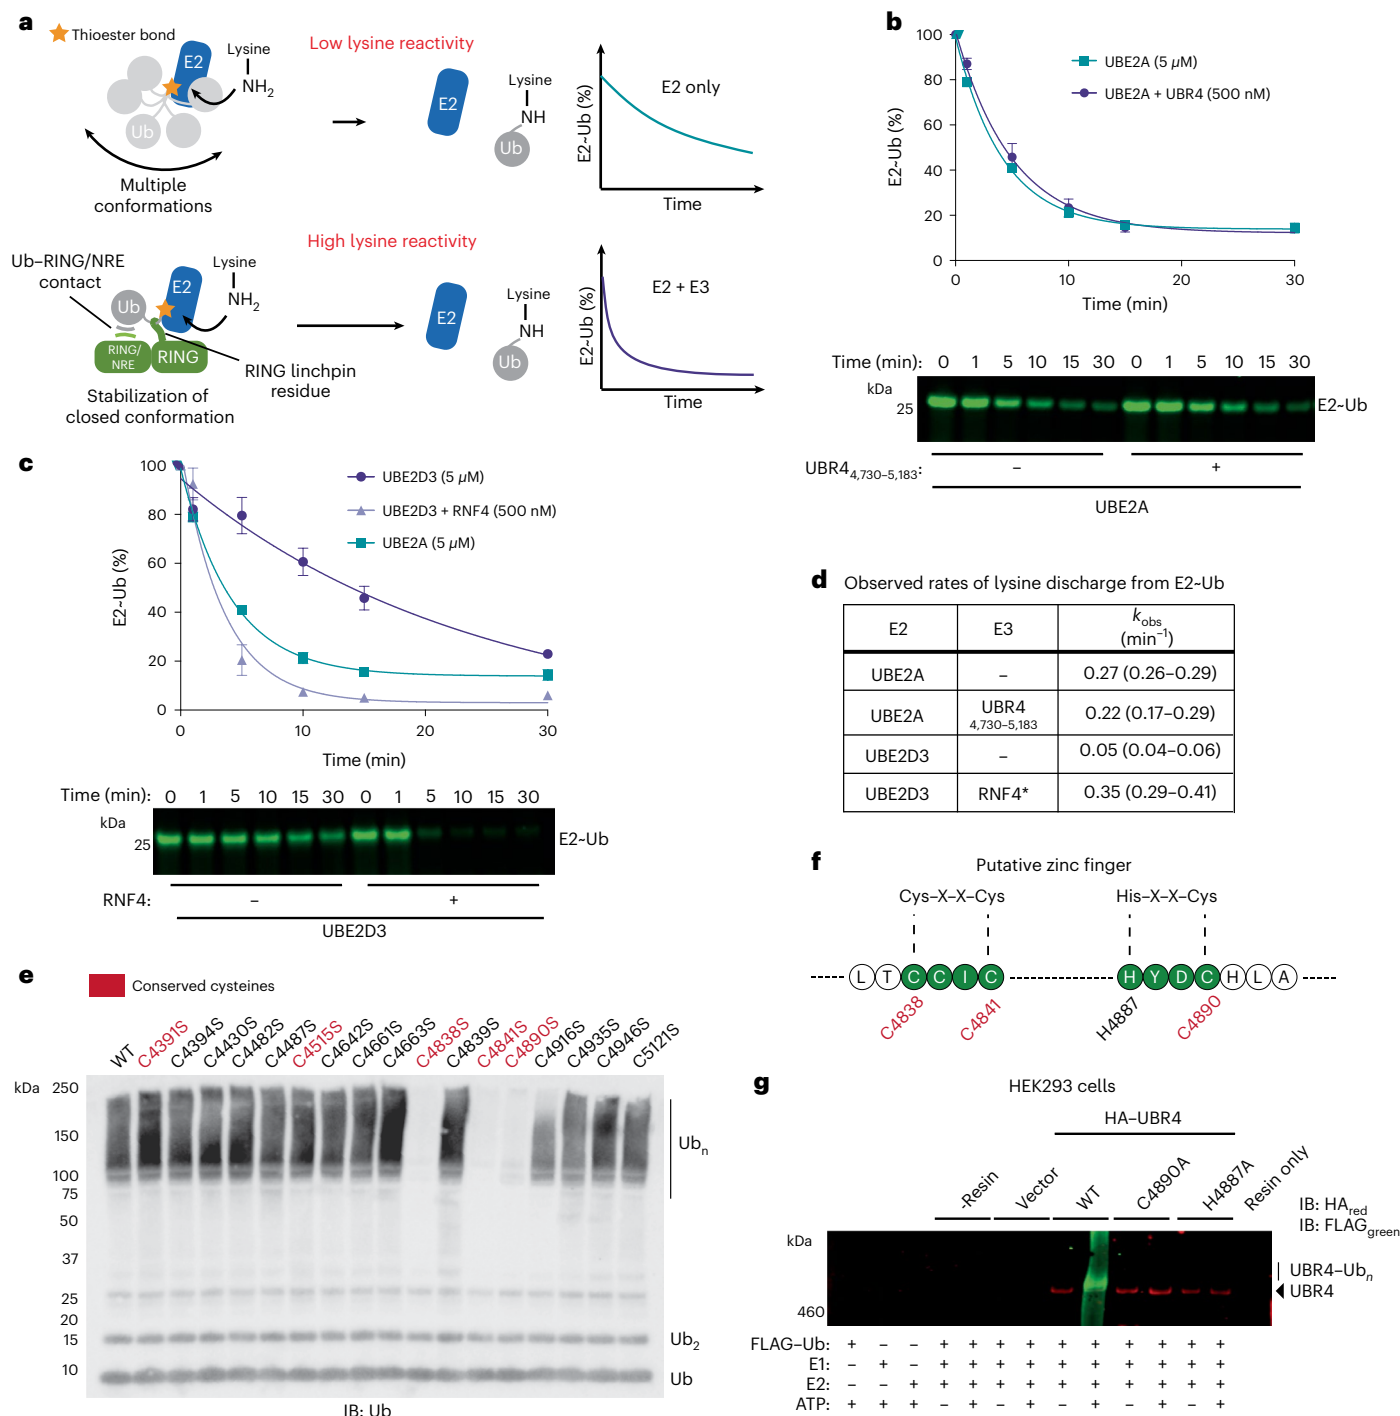 a
Thioester bond
E2
Lysine
NH2
Ub
Multiple
conformations
Low lysine reactivity
E2
Lysine
NH
Ub
E2~Ub (%)
E2 only
Time
Ub–RING/NRE
contact
Ub
E2
Lysine
NH2
RING/
NRE
RING
RING linchpin
residue
Stabilization of
closed conformation
High lysine reactivity
E2
Lysine
NH
Ub
E2~Ub (%)
E2 + E3
Time
b
E2~Ub (%)
100
80
60
40
20
0
UBE2A (5 µM)
UBE2A + UBR4 (500 nM)
0 10 20 30
Time (min)
Time (min): 0 1 5 10 15 30 0 1 5 10 15 30
kDa
25
E2~Ub
UBR44,730–5,183: – +
UBE2A
c
E2~Ub (%)
100
80
60
40
20
0
UBE2D3 (5 µM)
UBE2D3 + RNF4 (500 nM)
UBE2A (5 µM)
0 10 20 30
Time (min)
Time (min): 0 1 5 10 15 30 0 1 5 10 15 30
kDa
25
E2~Ub
RNF4: – +
UBE2D3
d Observed rates of lysine discharge from E2~Ub
E2 E3 kobs (min−1)
UBE2A – 0.27 (0.26–0.29)
UBE2A UBR4 4,730–5,183 0.22 (0.17–0.29)
UBE2D3 – 0.05 (0.04–0.06)
UBE2D3 RNF4* 0.35 (0.29–0.41)
e
Conserved cysteines
WT C4391S C4394S C4430S C4482S C4487S C4515S C4642S C4661S C4663S C4838S C4839S C4841S C4890S C4916S C4935S C4946S C5121S
kDa
250
150
100
75
50
37
25
20
15
10
Ubn
Ub2
Ub
IB: Ub
f
Putative zinc finger
Cys–X–X–Cys His–X–X–Cys
L T C C I C H Y D C H L A
C4838 C4841 H4887 C4890
g
HEK293 cells
HA–UBR4
-Resin Vector WT C4890A H4887A Resin only
IB: HAred
IB: FLAGgreen
kDa
460
UBR4–Ubn
UBR4
FLAG–Ub: + – – + + + + + + + + + +
E1: – + – + + + + + + + + + +
E2: – – + + + + + + + + + + +
ATP: + + + – + – + – + – + – +